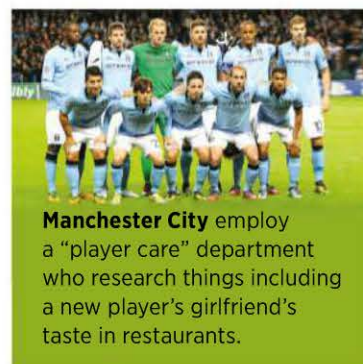 Manchester City employ
a “player care” department
who research things including
a new player’s girlfriend’s
taste in restaurants.